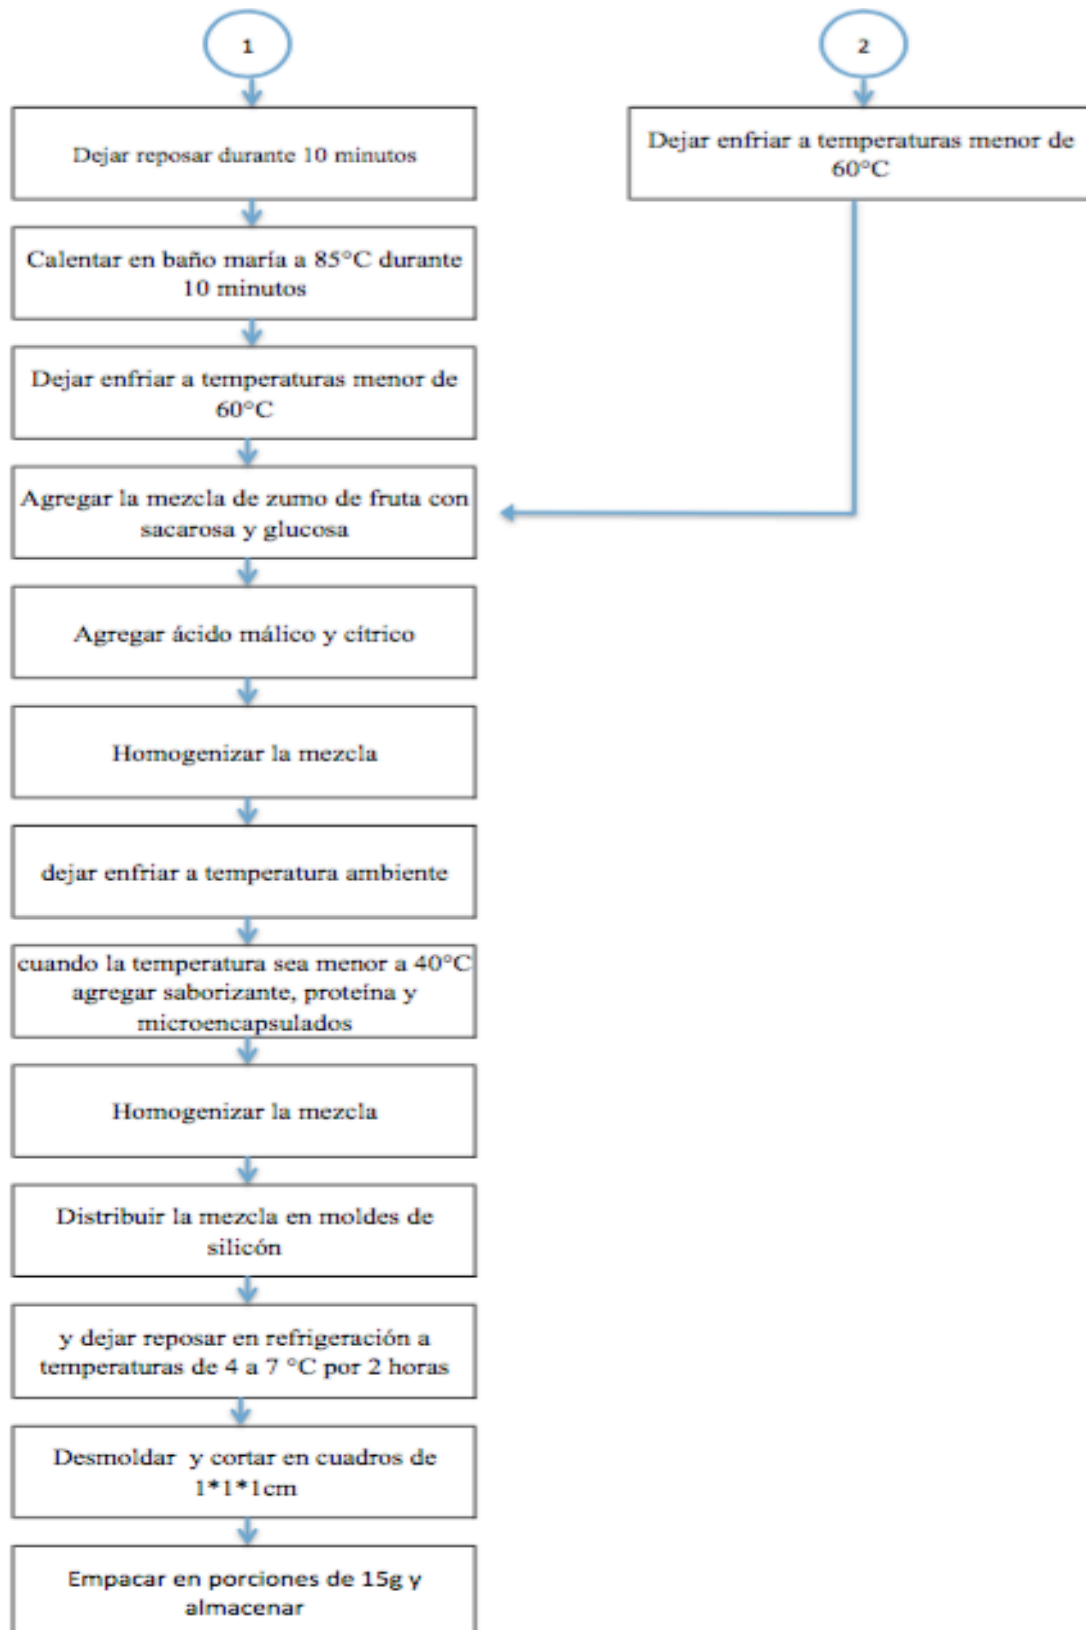 1
2
Dejar reposar durante 10 minutos
Dejar enfriar a temperaturas menor de
60°C
Calentar en baño maría a 85°C durante
10 minutos
Dejar enfriar a temperaturas menor de
60°C
Agregar la mezcla de zumo de fruta con
sacarosa y glucosa
Agregar ácido málico y cítrico
Homogenizar la mezcla
dejar enfriar a temperatura ambiente
cuando la temperatura sea menor a 40°C
agregar saborizante, proteína y
microencapsulados
Homogenizar la mezcla
Distribuir la mezcla en moldes de
silicón
y dejar reposar en refrigeración a
temperaturas de 4 a 7 °C por 2 horas
Desmoldar y cortar en cuadros de
1*1*1cm
Empacar en porciones de 15g y
almacenar